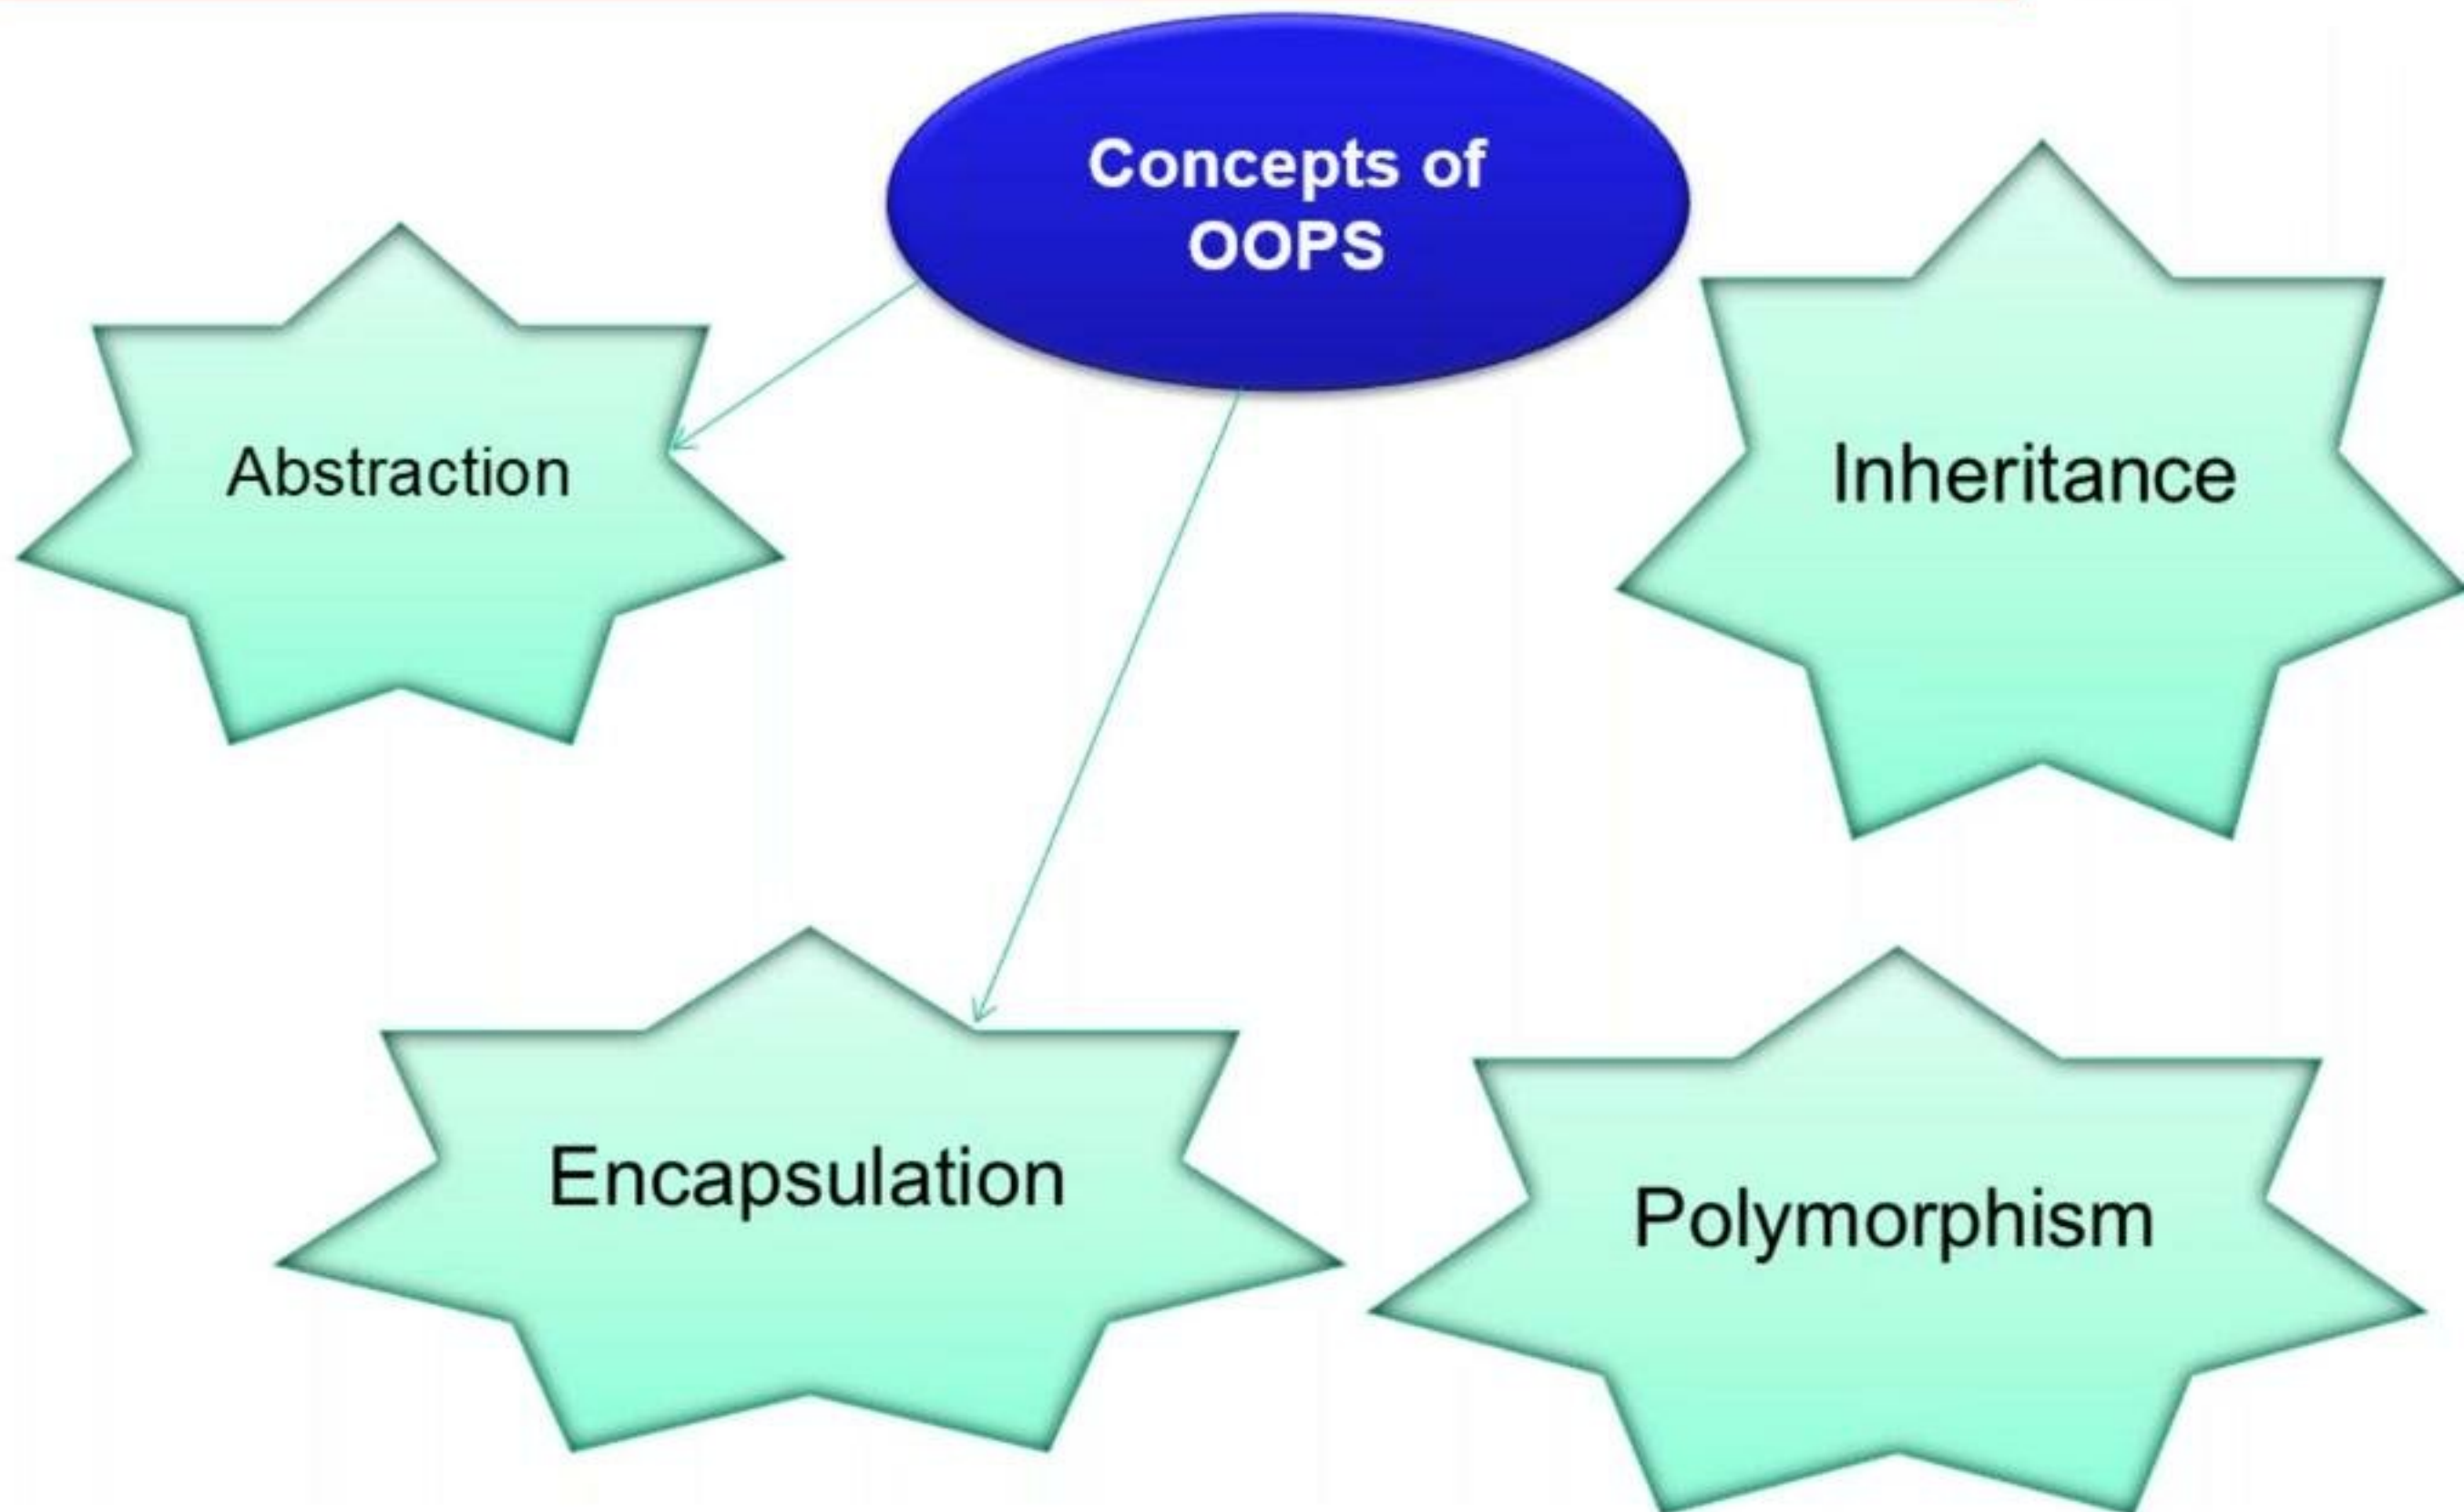 Concepts of
OOPS
Abstraction
Inheritance
Encapsulation
Polymorphism